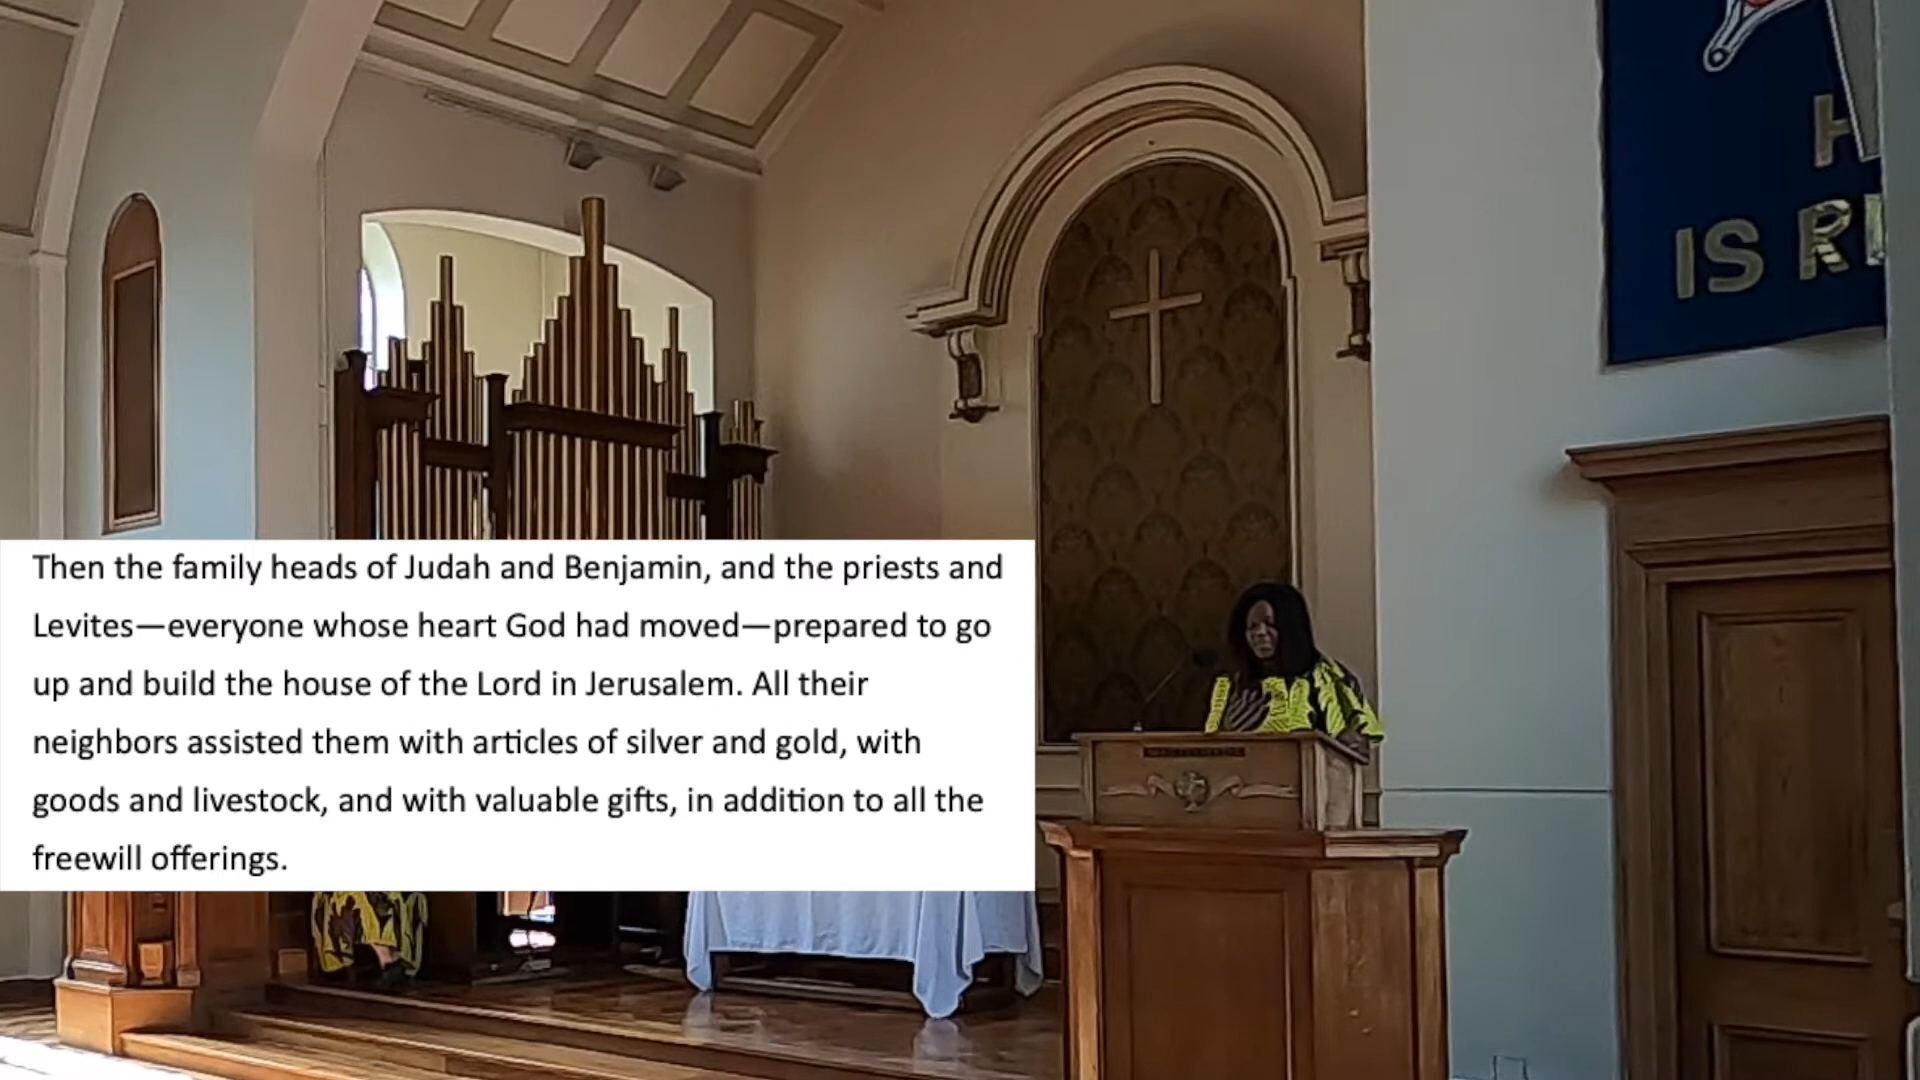 H
IS RI
Then the family heads of Judah and Benjamin, and the priests and
Levites—everyone whose heart God had moved—prepared to go
up and build the house of the Lord in Jerusalem. All their
neighbors assisted them with articles of silver and gold, with
goods and livestock, and with valuable gifts, in addition to all the
freewill offerings.